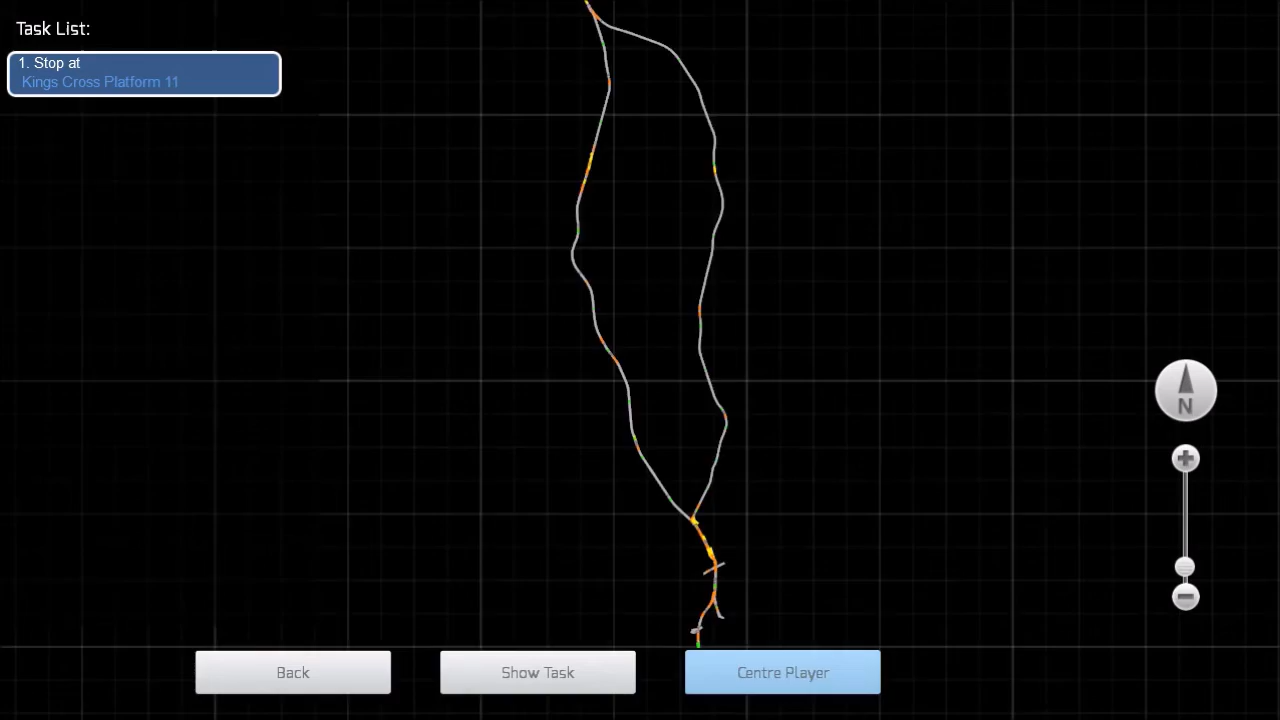 Task List:
1. Stop at
Kings Cross Platform 11
N
Back
Show Task
Centre Player